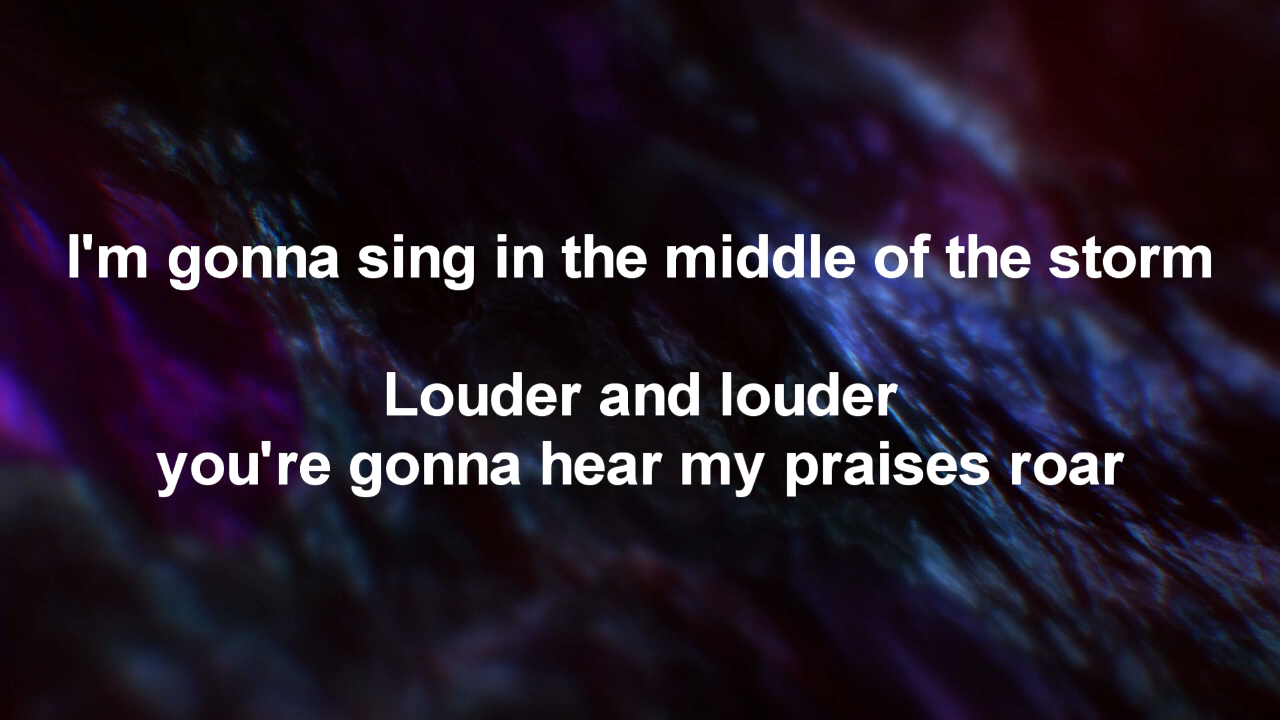 I'm gonna sing in the middle of the storm
Louder and louder
you're gonna hear my praises roar